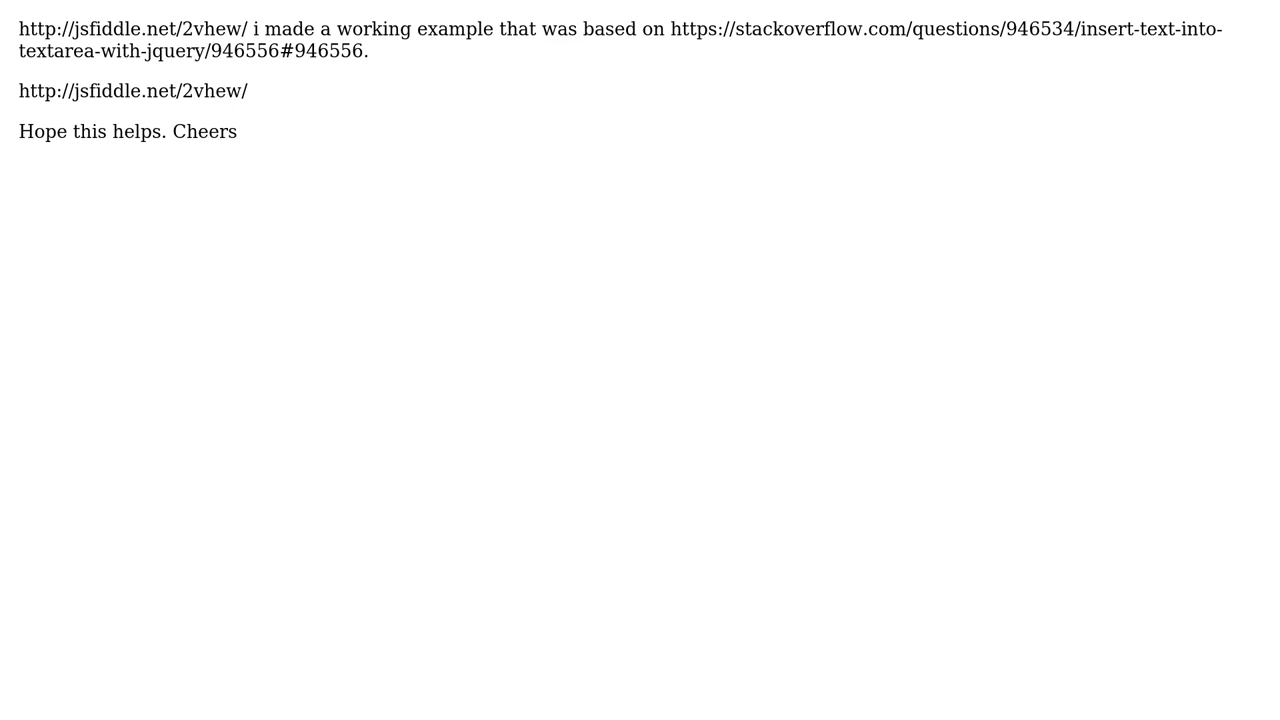 http://jsfiddle.net/2vhew/ i made a working example that was based on https://stackoverflow.com/questions/946534/insert-text-into-
textarea-with-jquery/946556#946556.
http://jsfiddle.net/2vhew/
Hope this helps. Cheers